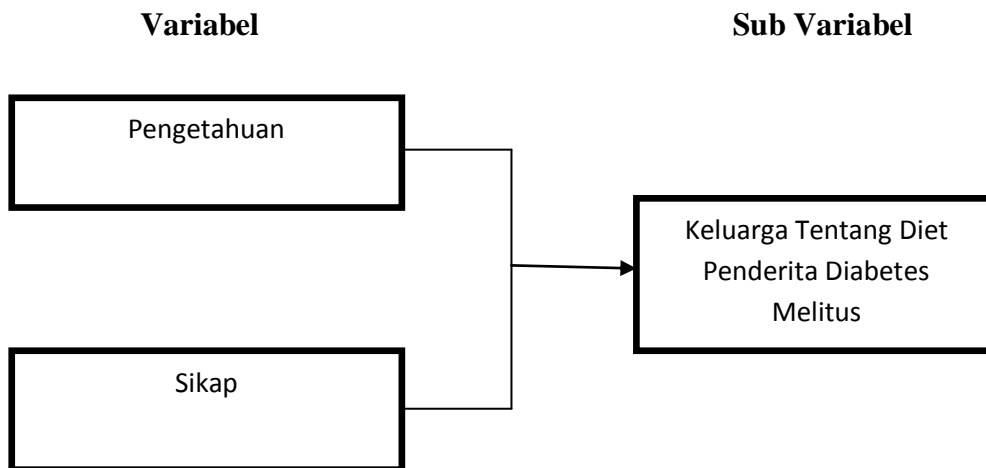 Variabel
Sub Variabel
Pengetahuan
Keluarga Tentang Diet
Penderita Diabetes
Melitus
Sikap